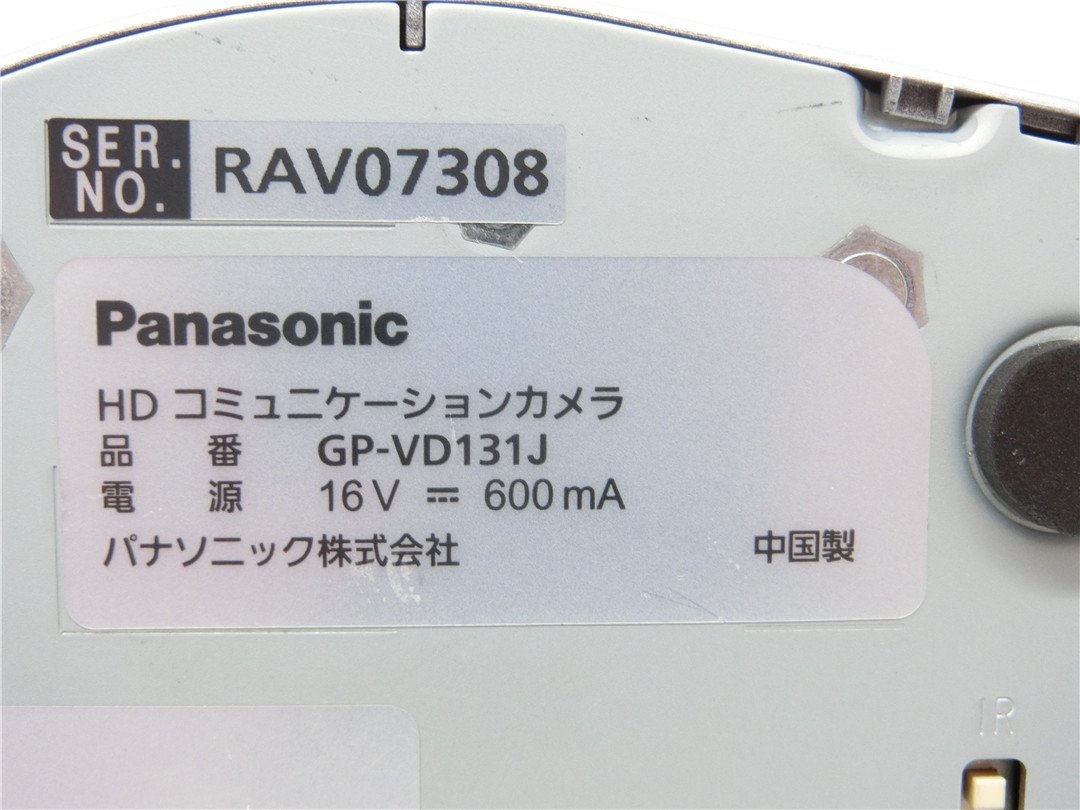 SER. NO. RAV07308
Panasonic
HD コミュニケーションカメラ
品 番 GP-VD131J
電 源 16V ⎓ 600mA
パナソニック株式会社 中国製
IR